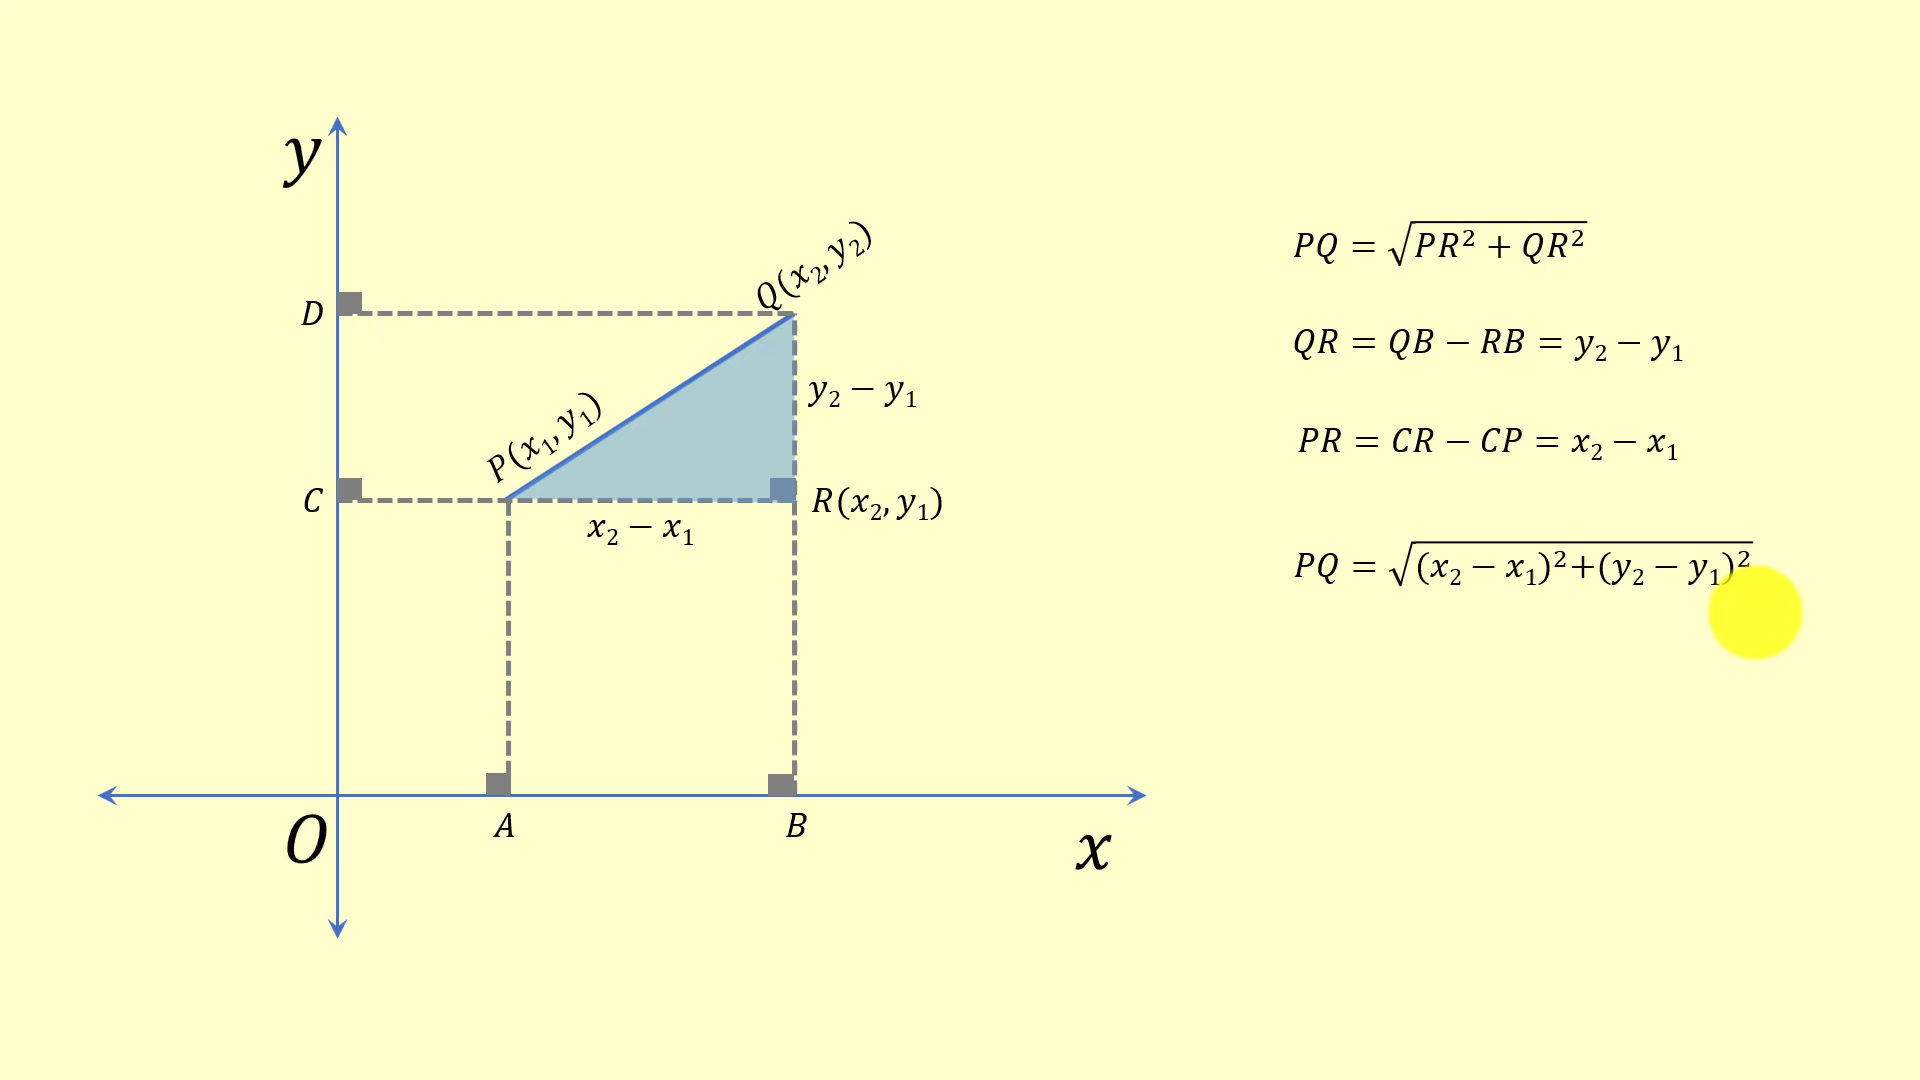 y
Q(x₂, y₂)
D
y₂ − y₁
P(x₁, y₁)
C
R(x₂, y₁)
x₂ − x₁
O
A
B
x
PQ = √(PR² + QR²)
QR = QB − RB = y₂ − y₁
PR = CR − CP = x₂ − x₁
PQ = √((x₂ − x₁)²+(y₂ − y₁)²)